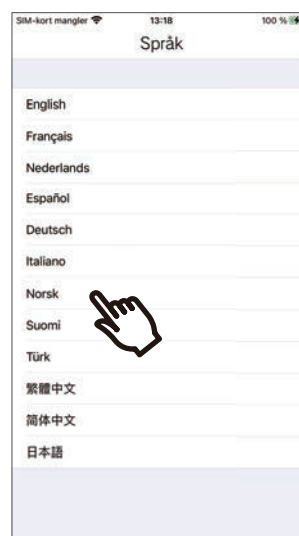 SIM-kort mangler 13:18 100 %
Språk
English
Français
Nederlands
Español
Deutsch
Italiano
Norsk
Suomi
Türk
繁體中文
简体中文
日本語